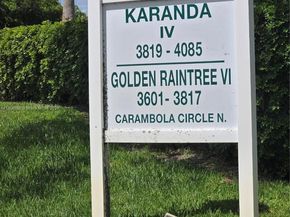 KARANDA
IV
3819 - 4085
GOLDEN RAINTREE VI
3601 - 3817
CARAMBOLA CIRCLE N.